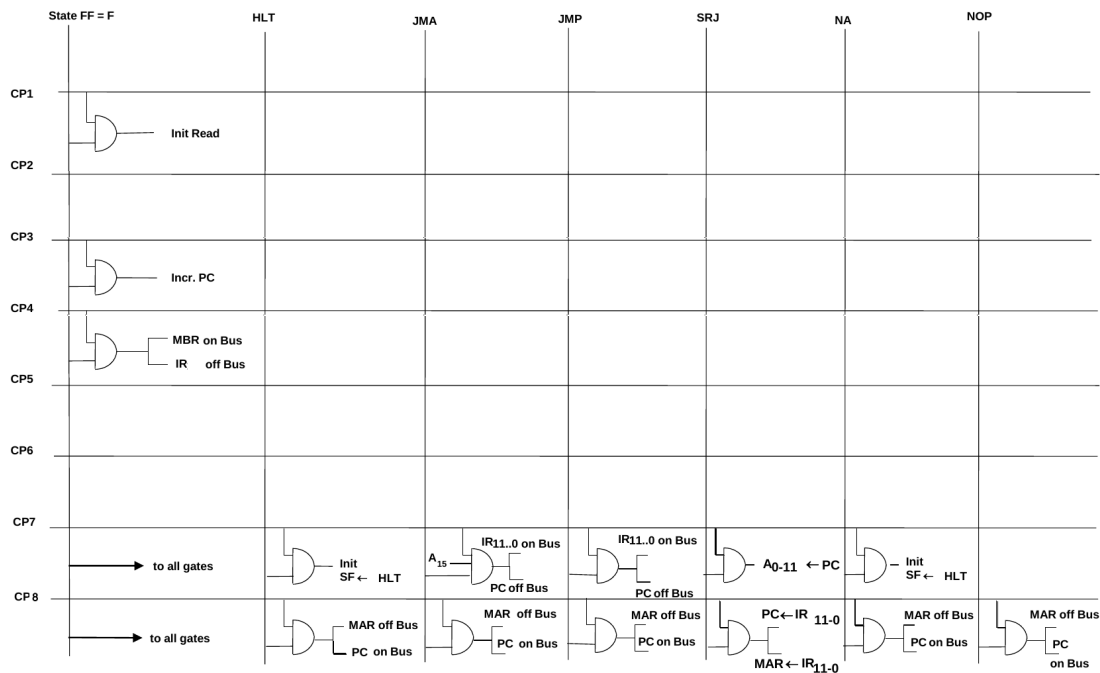 State FF = F HLT JMA JMP SRJ NA NOP
CP1
Init Read
CP2
CP3
Incr. PC
CP4
MBR on Bus
IR off Bus
CP5
CP6
CP7
to all gates
Init
SF ← HLT
A15
IR11..0 on Bus
PC off Bus
IR11..0 on Bus
PC off Bus
A0-11 ← PC
Init
SF ← HLT
CP 8
to all gates
MAR off Bus
PC on Bus
MAR off Bus
PC on Bus
MAR off Bus
PC on Bus
PC ← IR 11-0
MAR ← IR11-0
MAR off Bus
PC on Bus
MAR off Bus
PC
on Bus